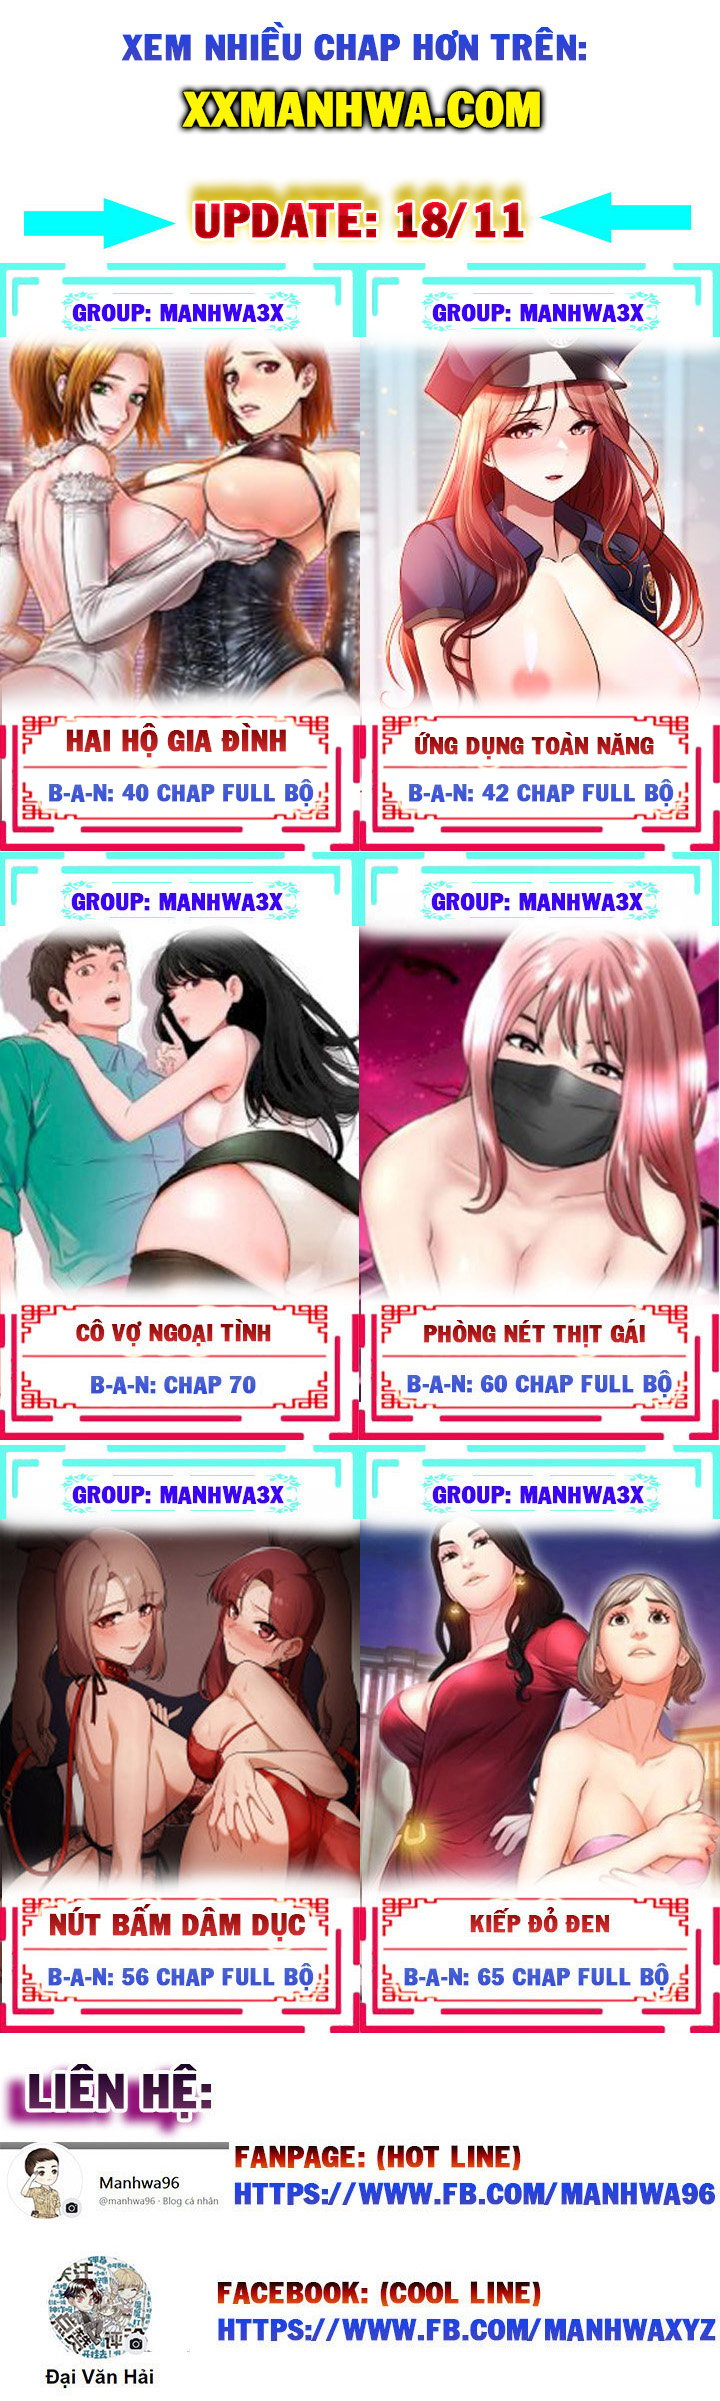 XEM NHIỀU CHAP HƠN TRÊN:
XXMANHWA.COM
UPDATE: 18/11
GROUP: MANHWA3X
GROUP: MANHWA3X
HAI HỘ GIA ĐÌNH
ỨNG DỤNG TOÀN NĂNG
B-A-N: 40 CHAP FULL BỘ
B-A-N: 42 CHAP FULL BỘ
GROUP: MANHWA3X
GROUP: MANHWA3X
CÔ VỢ NGOẠI TÌNH
PHÒNG NÉT THỊT GÁI
B-A-N: CHAP 70
B-A-N: 60 CHAP FULL BỘ
GROUP: MANHWA3X
GROUP: MANHWA3X
NÚT BẤM DÂM DỤC
KIẾP ĐỎ ĐEN
B-A-N: 56 CHAP FULL BỘ
B-A-N: 65 CHAP FULL BỘ
LIÊN HỆ:
FANPAGE: (HOT LINE)
Manhwa96
HTTPS://WWW.FB.COM/MANHWA96
@manhwa96 · Blog cá nhân
FACEBOOK: (COOL LINE)
HTTPS://WWW.FB.COM/MANHWAXYZ
Đại Văn Hải